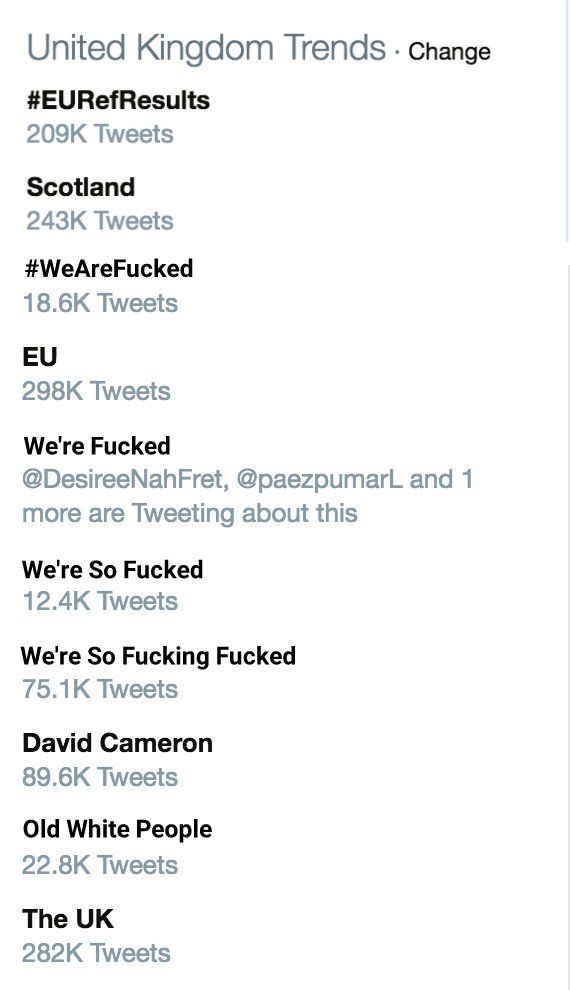 United Kingdom Trends · Change
#EURefResults
209K Tweets
Scotland
243K Tweets
#WeAreFucked
18.6K Tweets
EU
298K Tweets
We're Fucked
@DesireeNahFret, @paezpumarL and 1
more are Tweeting about this
We're So Fucked
12.4K Tweets
We're So Fucking Fucked
75.1K Tweets
David Cameron
89.6K Tweets
Old White People
22.8K Tweets
The UK
282K Tweets